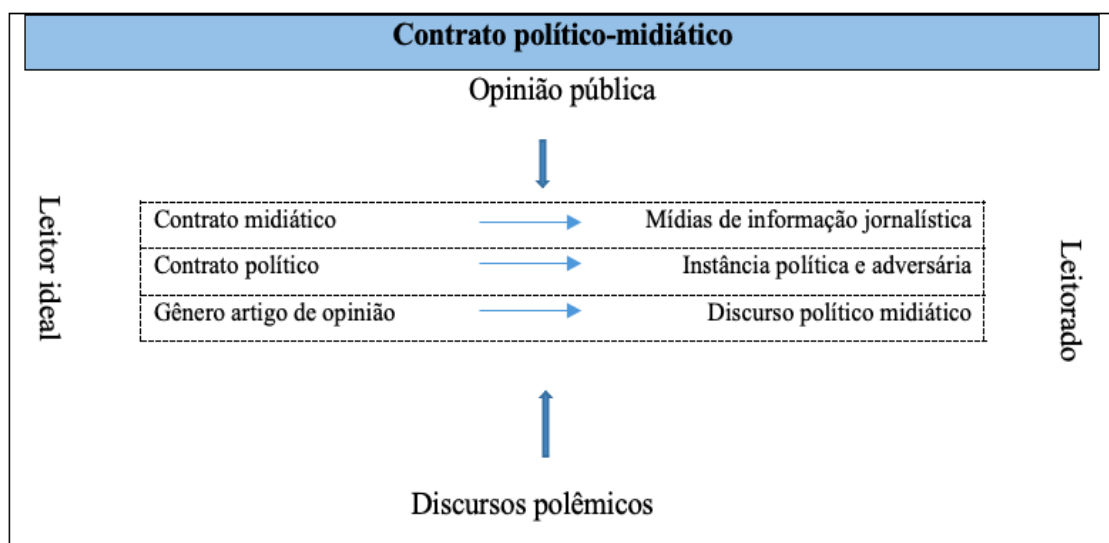 Contrato político-midiático
Opinião pública
Leitor ideal
Contrato midiático Mídias de informação jornalística
Contrato político Instância política e adversária
Gênero artigo de opinião Discurso político midiático
Leitorado
Discursos polêmicos